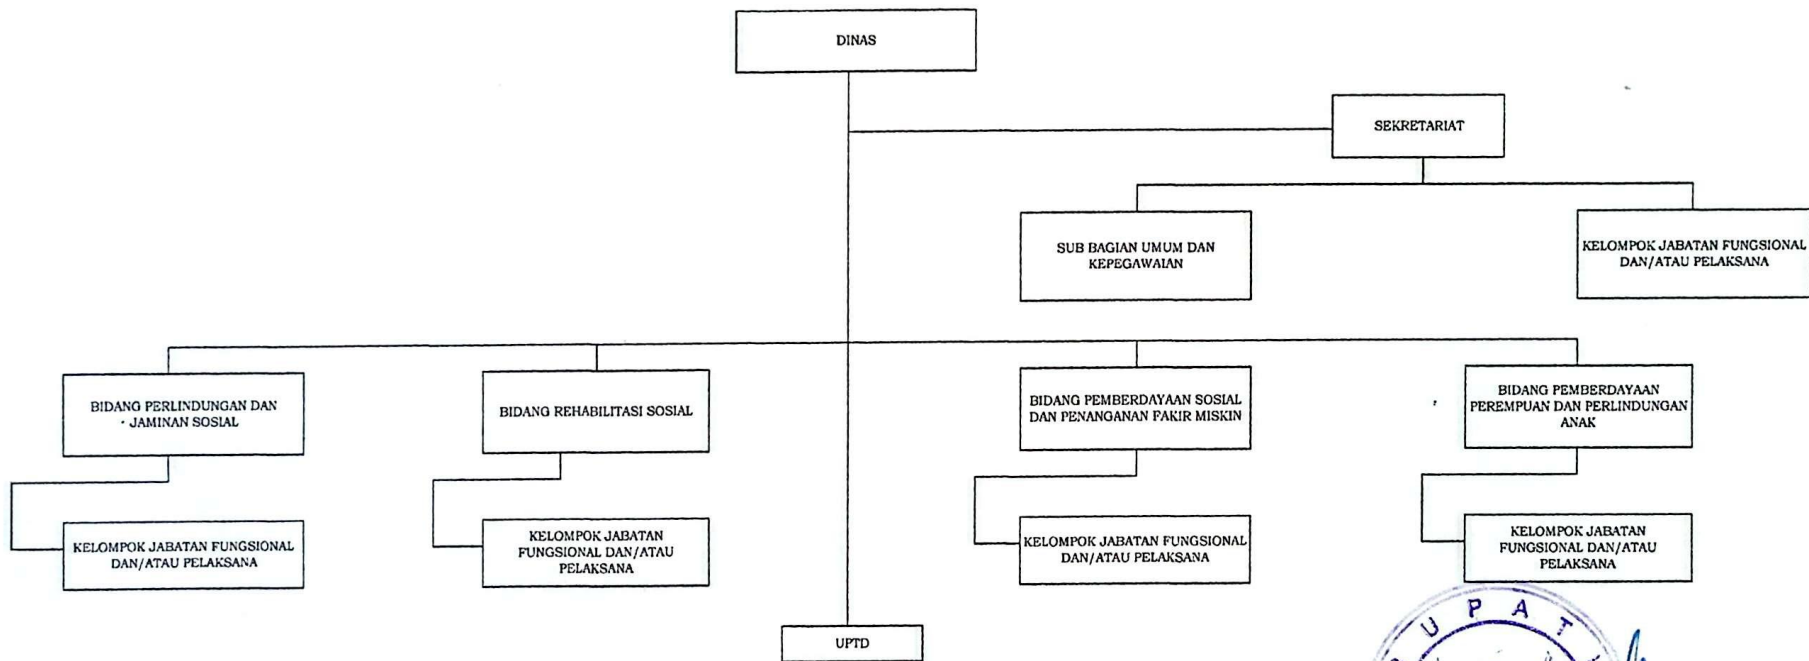 DINAS
SEKRETARIAT
SUB BAGIAN UMUM DAN
KEPEGAWAIAN
KELOMPOK JABATAN FUNGSIONAL
DAN/ATAU PELAKSANA
BIDANG PERLINDUNGAN DAN
JAMINAN SOSIAL
BIDANG REHABILITASI SOSIAL
BIDANG PEMBERDAYAAN SOSIAL
DAN PENANGANAN FAKIR MISKIN
BIDANG PEMBERDAYAAN
PEREMPUAN DAN PERLINDUNGAN
ANAK
KELOMPOK JABATAN FUNGSIONAL
DAN/ATAU PELAKSANA
KELOMPOK JABATAN
FUNGSIONAL DAN/ATAU
PELAKSANA
KELOMPOK JABATAN FUNGSIONAL
DAN/ATAU PELAKSANA
KELOMPOK JABATAN
FUNGSIONAL DAN/ATAU
PELAKSANA
UPTD
UPAT